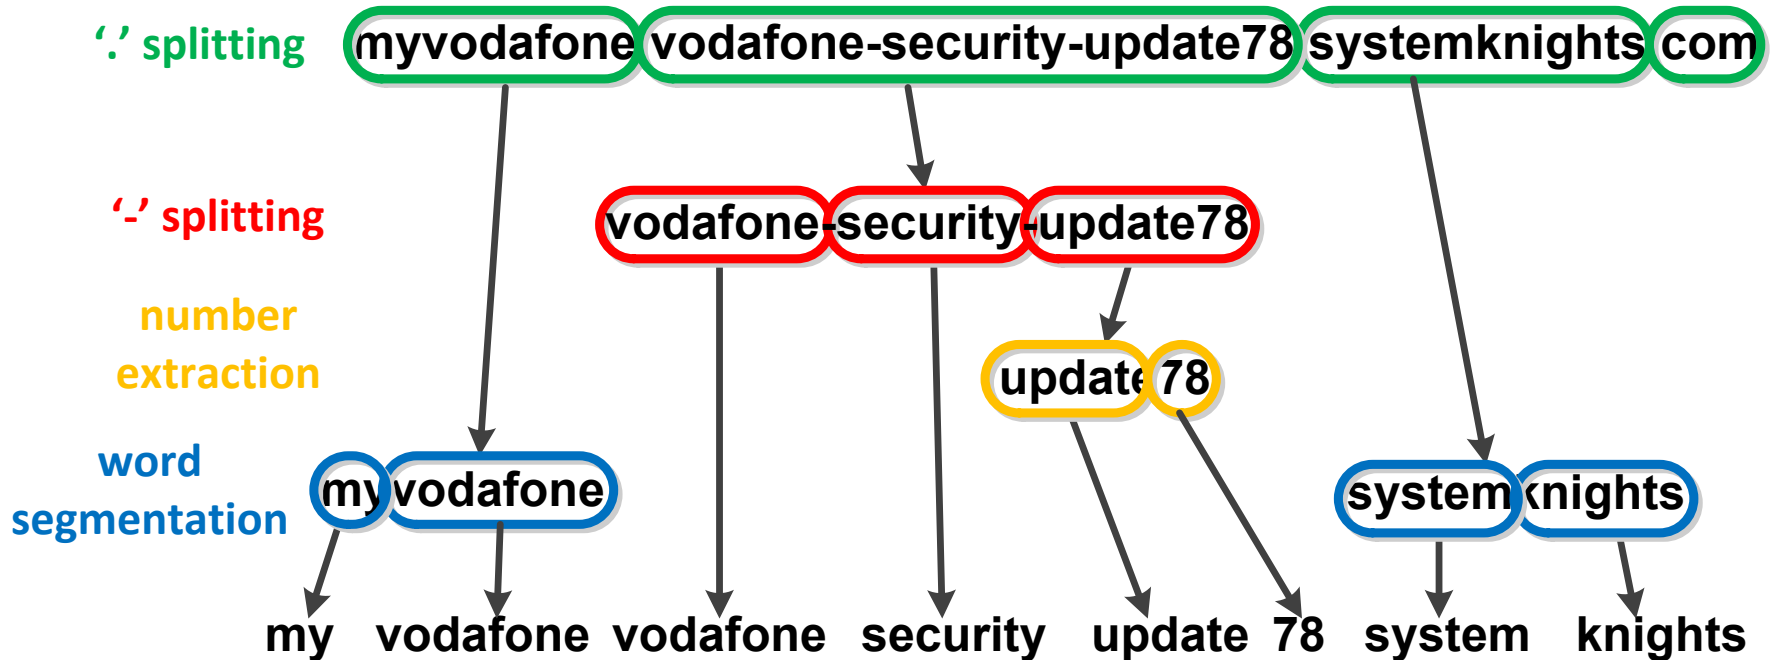 ‘.’ splitting myvodafone vodafone-security-update78 systemknights com
‘-’ splitting vodafone-security-update78
number
extraction update 78
word
segmentation my vodafone system knights
my vodafone vodafone security update 78 system knights